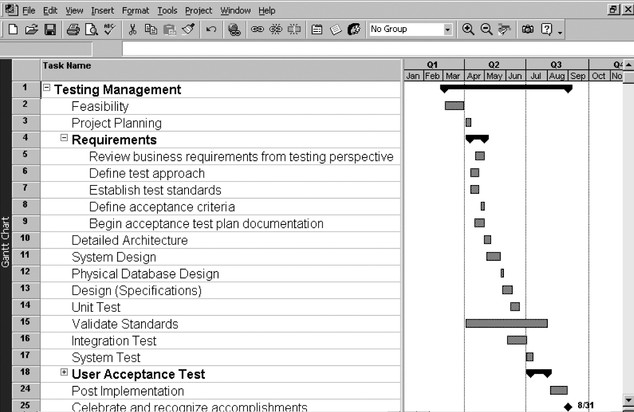 File Edit View Insert Format Tools Project Window Help
No Group
Task Name
Q1 Q2 Q3 Q4
Jan Feb Mar Apr May Jun Jul Aug Sep Oct Nov
1 Testing Management
2 Feasibility
3 Project Planning
4 Requirements
5 Review business requirements from testing perspective
6 Define test approach
7 Establish test standards
8 Define acceptance criteria
9 Begin acceptance test plan documentation
10 Detailed Architecture
11 System Design
12 Physical Database Design
13 Design (Specifications)
14 Unit Test
15 Validate Standards
16 Integration Test
17 System Test
18 User Acceptance Test
24 Post Implementation
25 Celebrate and recognize accomplishments 8/31
Gantt Chart